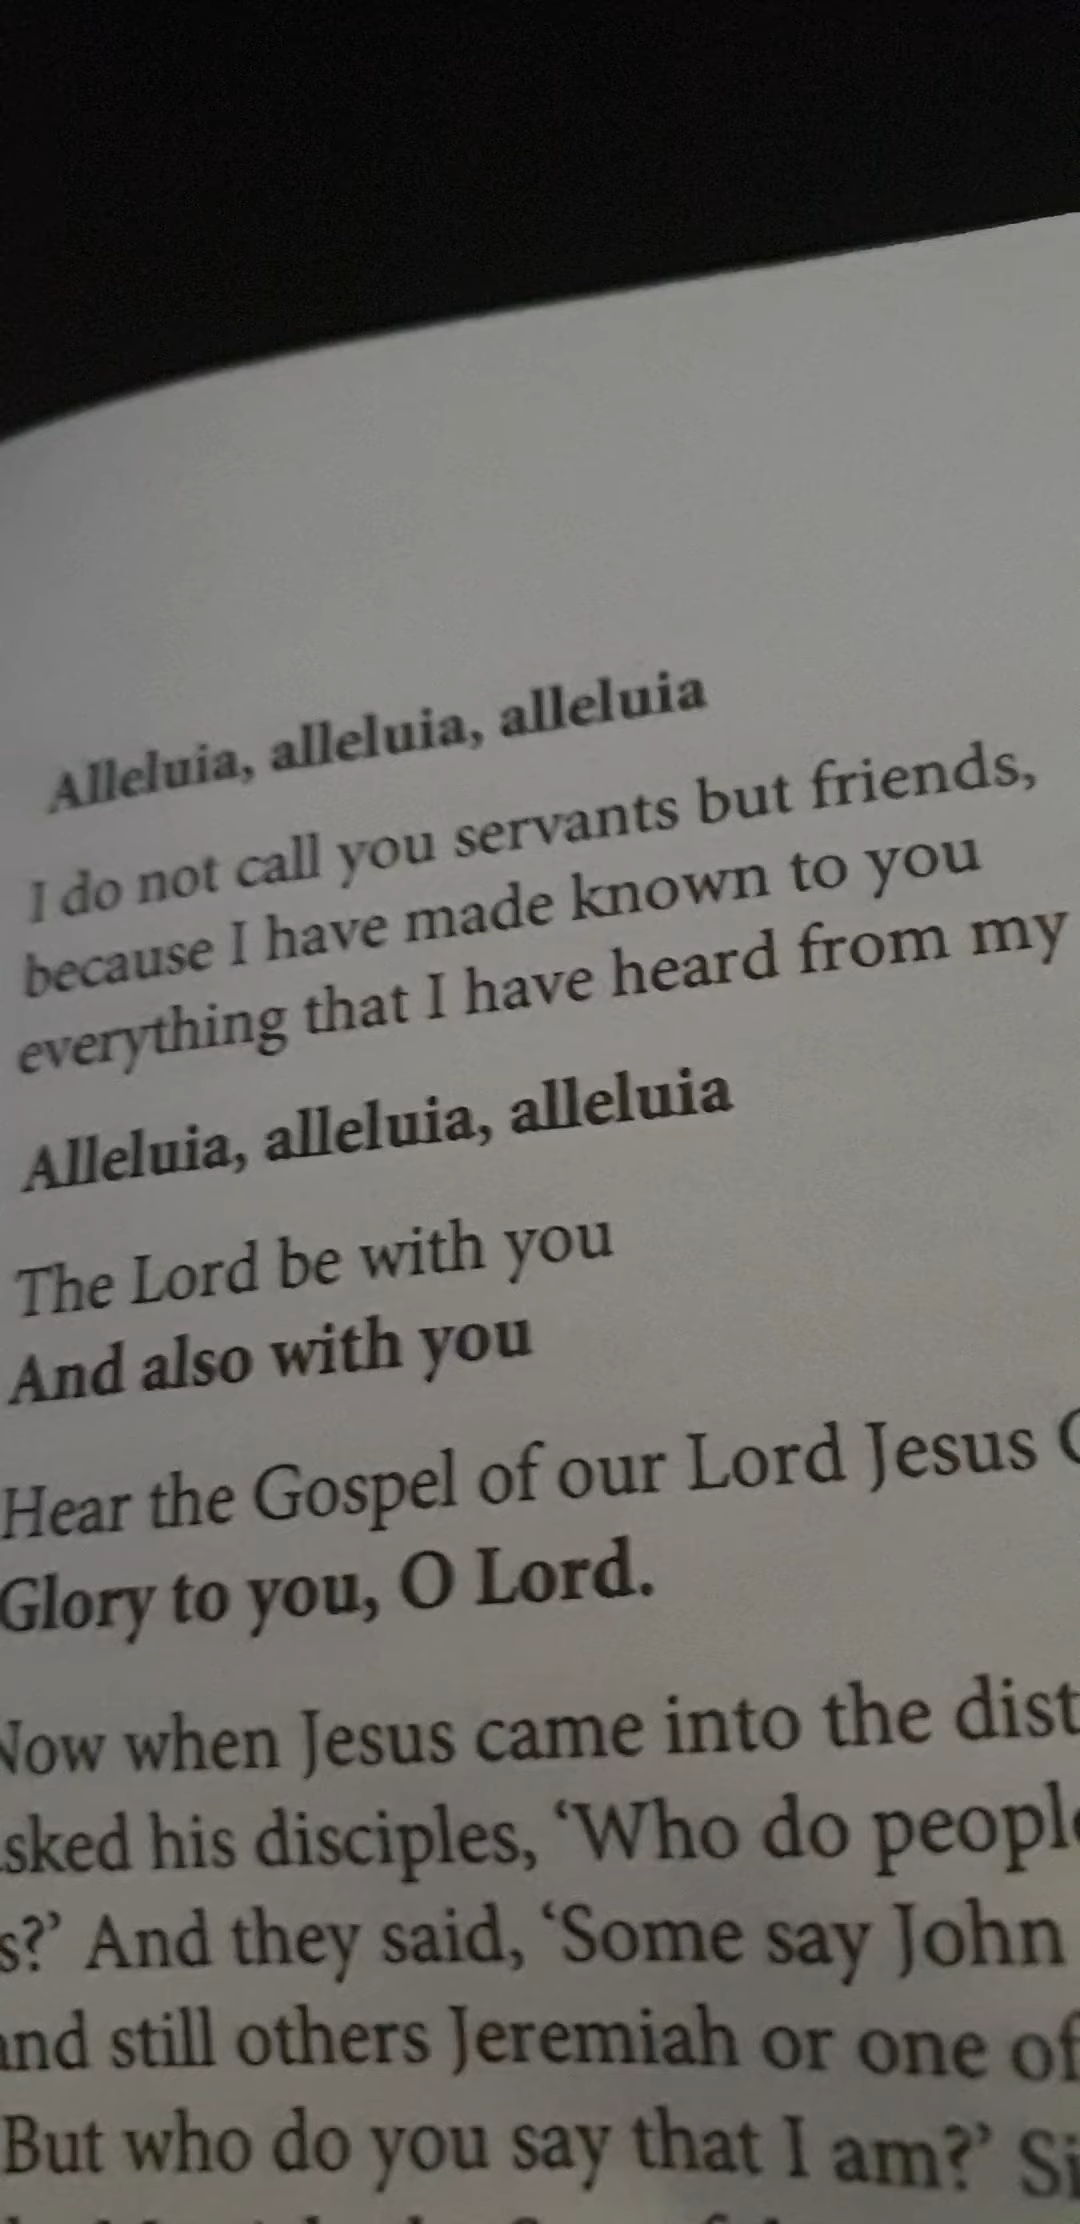 Alleluia, alleluia, alleluia
I do not call you servants but friends,
because I have made known to you
everything that I have heard from my
Alleluia, alleluia, alleluia
The Lord be with you
And also with you
Hear the Gospel of our Lord Jesus
Glory to you, O Lord.
Now when Jesus came into the dist
sked his disciples, ‘Who do people
s?’ And they said, ‘Some say John
and still others Jeremiah or one of
But who do you say that I am?’ Si